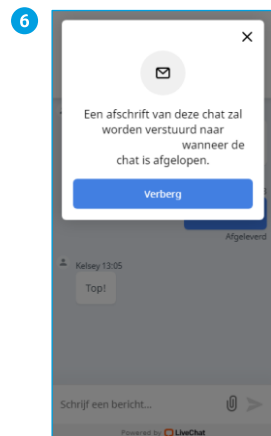 6
Een afschrift van deze chat zal
worden verstuurd naar
wanneer de
chat is afgelopen.
Verberg
Afgeleverd
Kelsey 13:05
Top!
Schrijf een bericht...
Powered by LiveChat